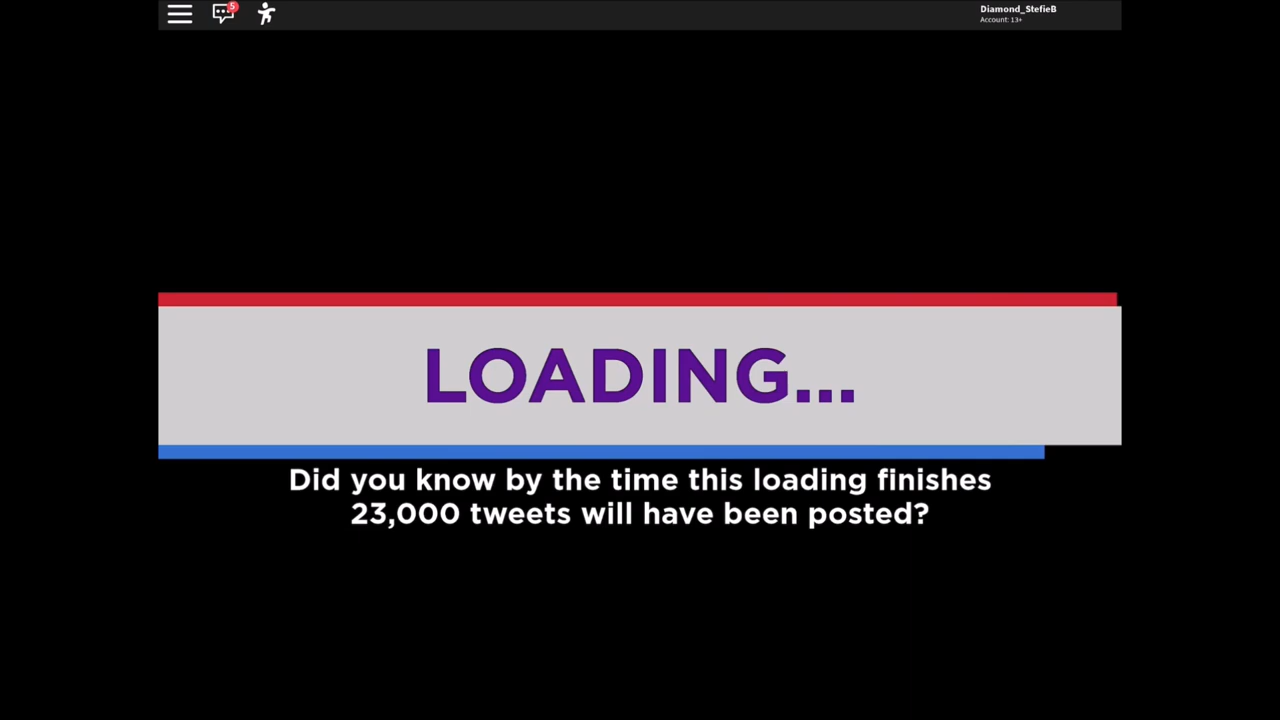 5
Diamond_StefieB
Account: 13+
LOADING...
Did you know by the time this loading finishes
23,000 tweets will have been posted?